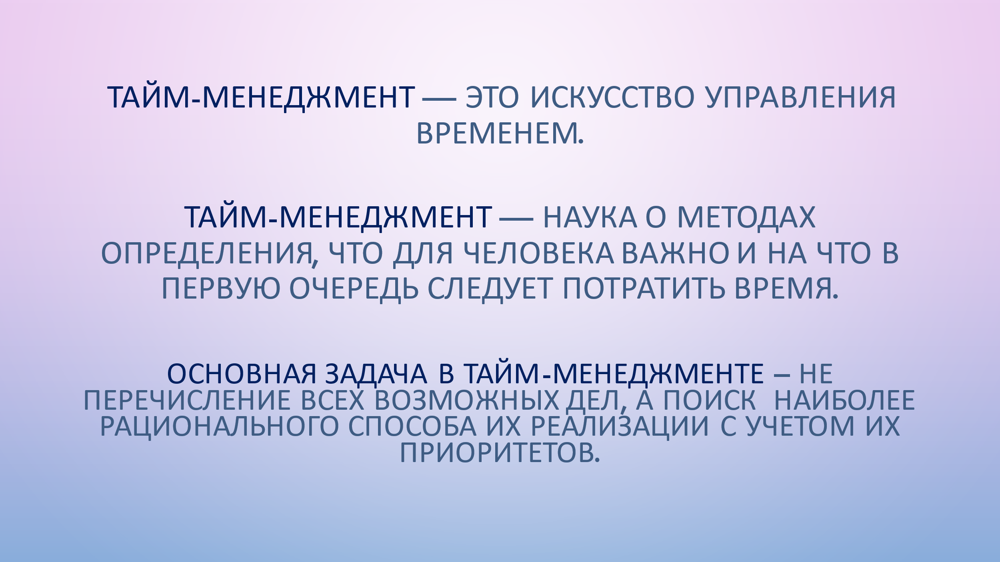 ТАЙМ-МЕНЕДЖМЕНТ — ЭТО ИСКУССТВО УПРАВЛЕНИЯ
ВРЕМЕНЕМ.
ТАЙМ-МЕНЕДЖМЕНТ — НАУКА О МЕТОДАХ
ОПРЕДЕЛЕНИЯ, ЧТО ДЛЯ ЧЕЛОВЕКА ВАЖНО И НА ЧТО В
ПЕРВУЮ ОЧЕРЕДЬ СЛЕДУЕТ ПОТРАТИТЬ ВРЕМЯ.
ОСНОВНАЯ ЗАДАЧА В ТАЙМ-МЕНЕДЖМЕНТЕ – НЕ
ПЕРЕЧИСЛЕНИЕ ВСЕХ ВОЗМОЖНЫХ ДЕЛ, А ПОИСК НАИБОЛЕЕ
РАЦИОНАЛЬНОГО СПОСОБА ИХ РЕАЛИЗАЦИИ С УЧЕТОМ ИХ
ПРИОРИТЕТОВ.